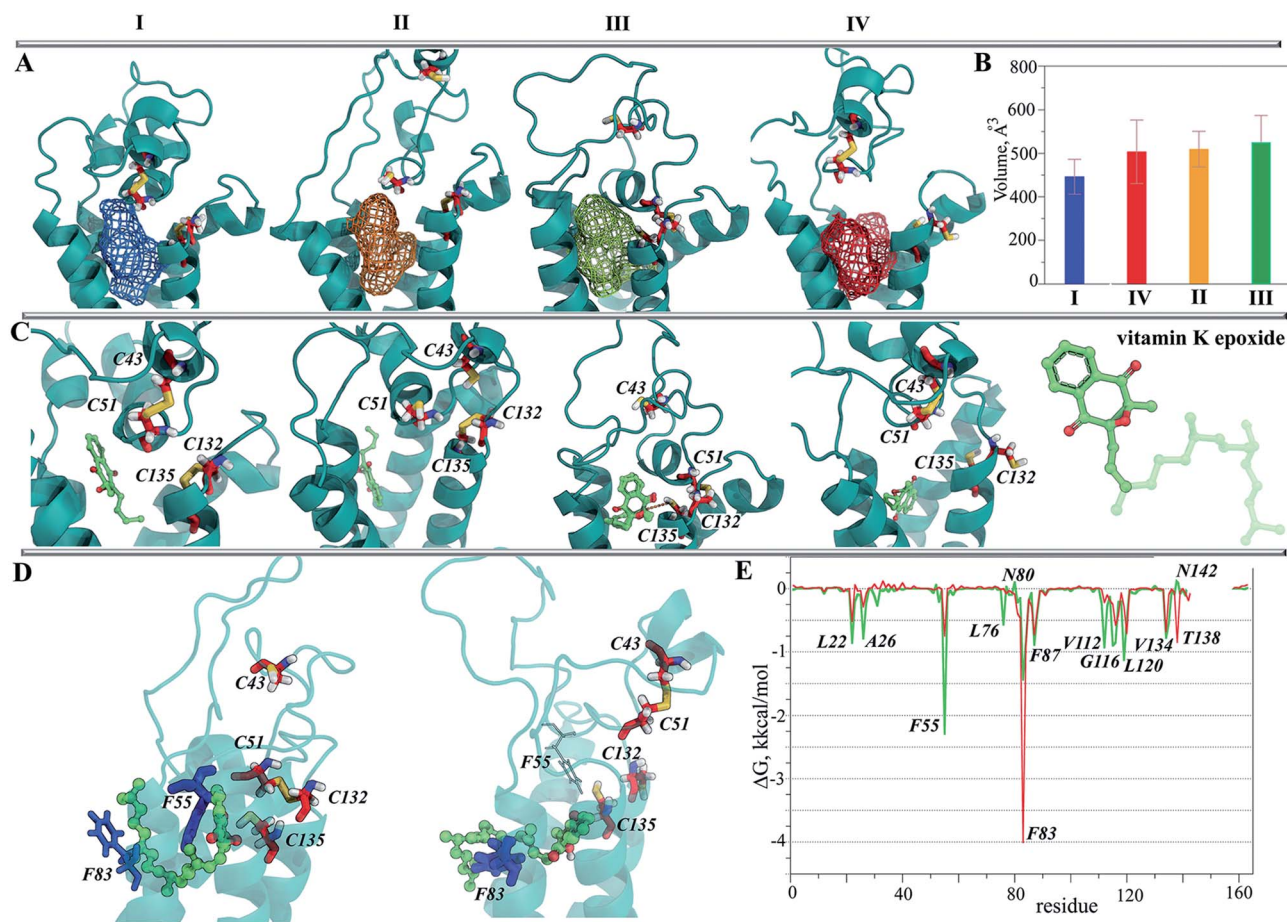 I II III IV
A
B
800
600
500
400
200
0
Volume, Å3
I IV II III
C
C43
C51
C132
C135
C43
C51
C132
C135
C43
C51
C132
C135
C43
C51
C135
C132
vitamin K epoxide
D
C43
C51
F55
C132
C135
F83
C43
C51
F55
C132
C135
F83
E
0
-1
-2
-3
-4
ΔG, kkcal/mol
N80
N142
L22
A26
L76
F87
V112
G116
L120
V134
T138
F55
F83
0 40 80 120 160
residue